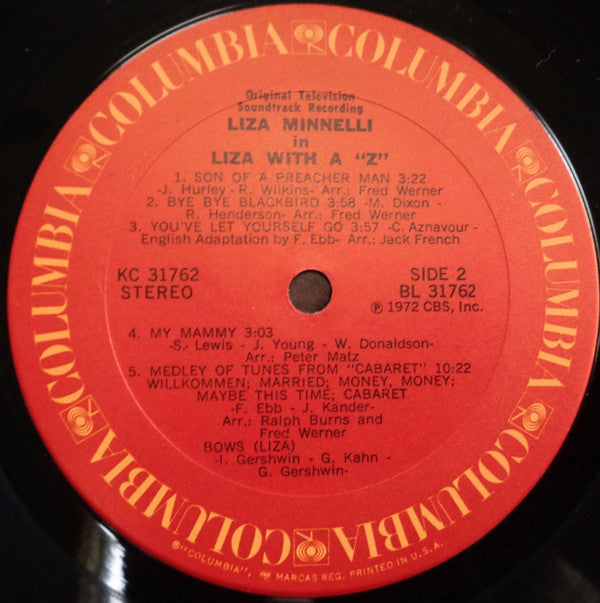 COLUMBIA COLUMBIA COLUMBIA COLUMBIA COLUMBIA COLUMBIA
Original Television
Soundtrack Recording
LIZA MINNELLI
in
LIZA WITH A "Z"
1. SON OF A PREACHER MAN 3:22
-J. Hurley -R. Wilkins- Arr.: Fred Werner
2. BYE BYE BLACKBIRD 3:58 -M. Dixon -
R. Henderson- Arr.: Fred Werner
3. YOU'VE LET YOURSELF GO 3:57 -C. Aznavour -
English Adaptation by F. Ebb- Arr.: Jack French
KC 31762
STEREO
SIDE 2
BL 31762
℗ 1972 CBS, Inc.
4. MY MAMMY 3:03
-S. Lewis - J. Young - W. Donaldson-
Arr.: Peter Matz
5. MEDLEY OF TUNES FROM "CABARET" 10:22
WILLKOMMEN; MARRIED; MONEY, MONEY;
MAYBE THIS TIME; CABARET
-F. Ebb - J. Kander-
Arr.: Ralph Burns and
Fred Werner
BOWS (LIZA)
-I. Gershwin - G. Kahn -
G. Gershwin-
®"COLUMBIA", MARCAS REG. PRINTED IN U.S.A.